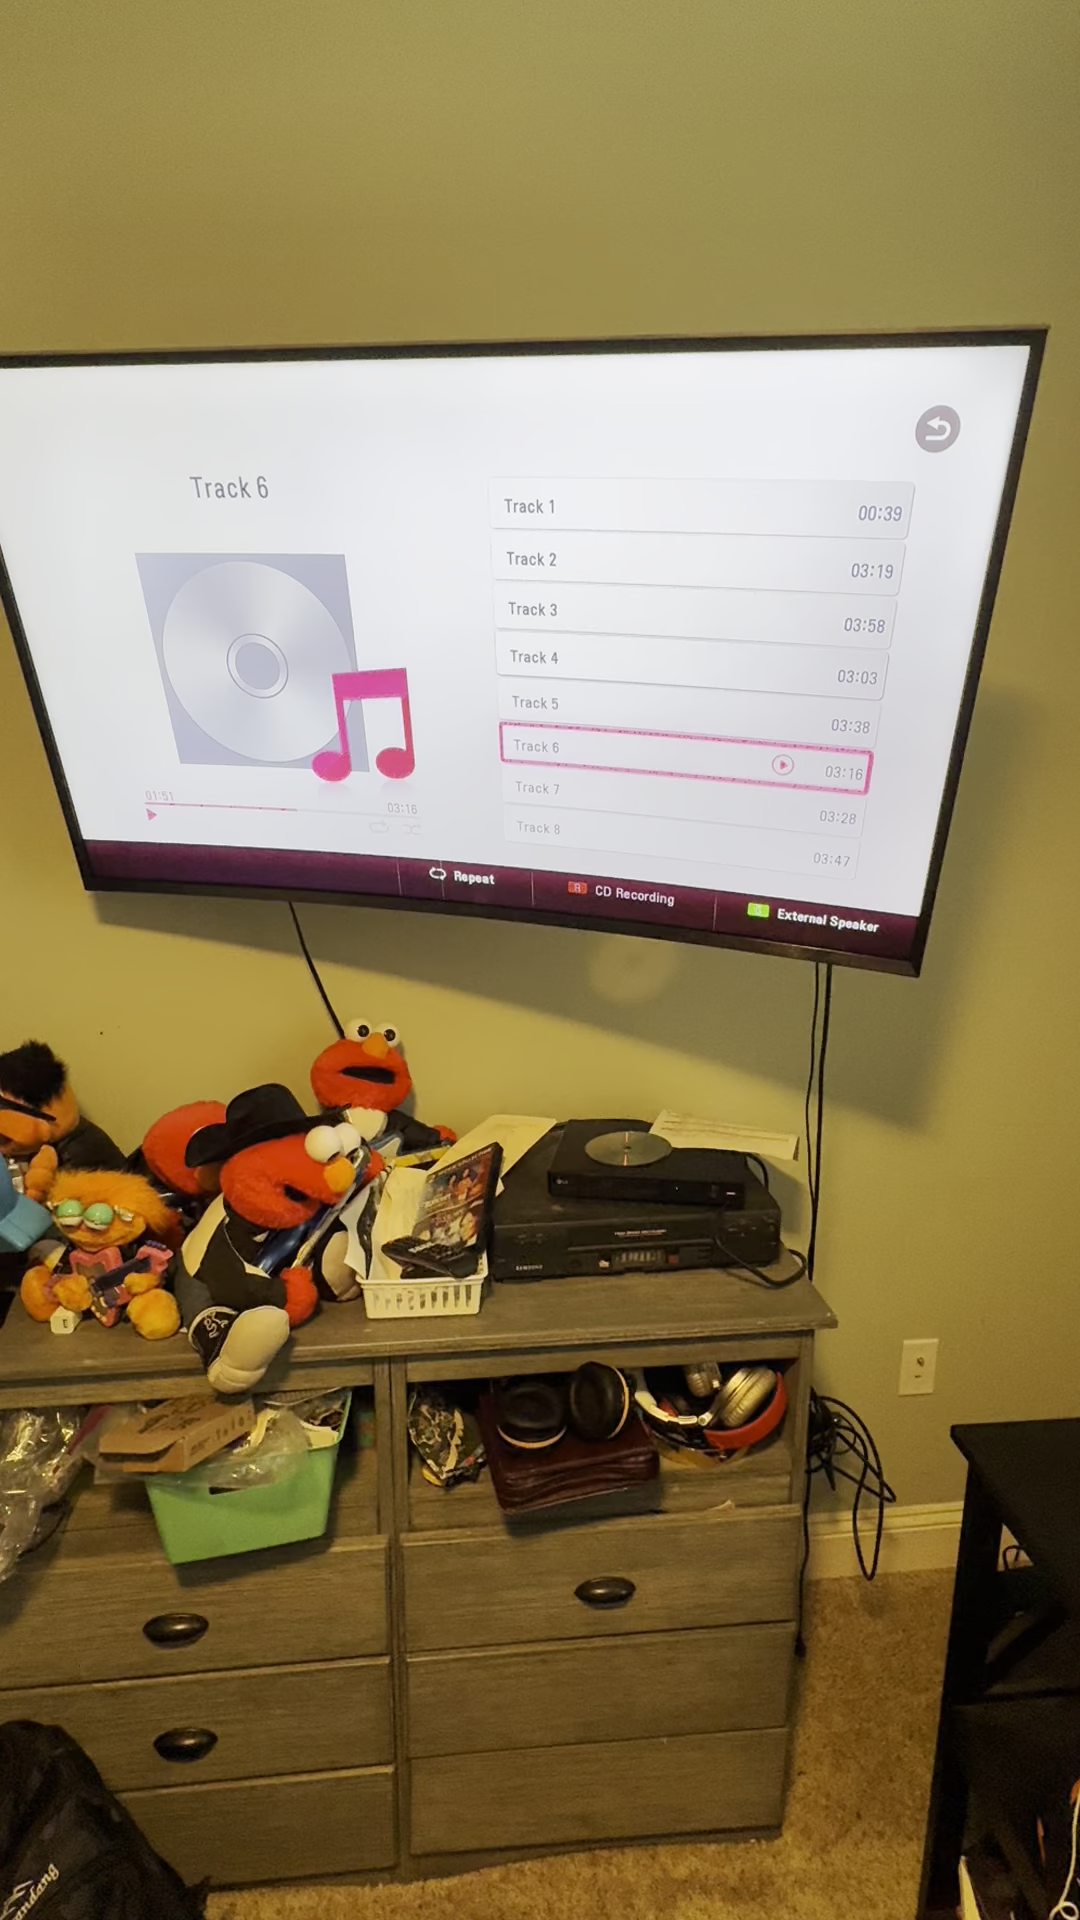 Track 6
01:51
03:16
Track 1 00:39
Track 2 03:19
Track 3 03:58
Track 4 03:03
Track 5 03:38
Track 6 03:16
Track 7 03:28
Track 8 03:47
Repeat
CD Recording
External Speaker
LG
SAMSUNG